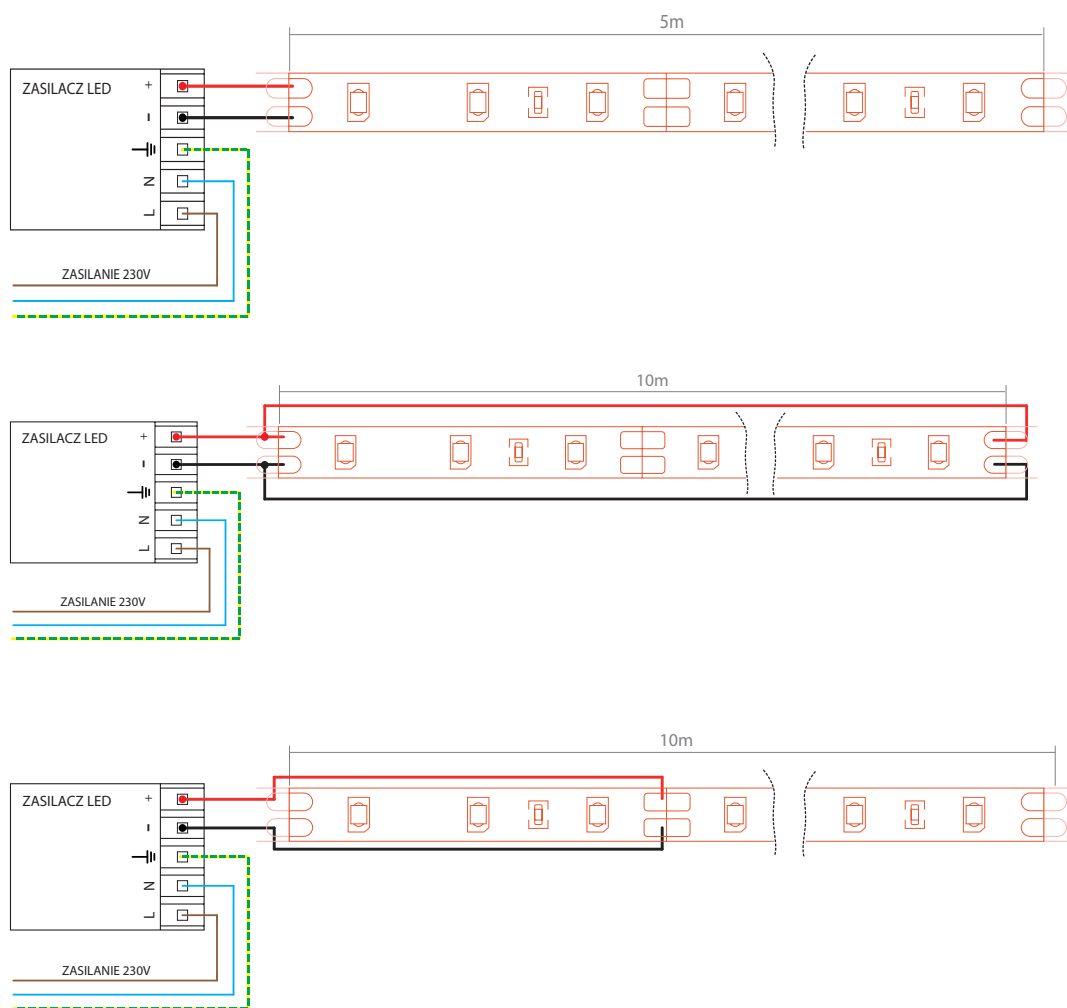 5m
ZASILACZ LED
+
-
N
L
ZASILANIE 230V
10m
ZASILACZ LED
+
-
N
L
ZASILANIE 230V
10m
ZASILACZ LED
+
-
N
L
ZASILANIE 230V